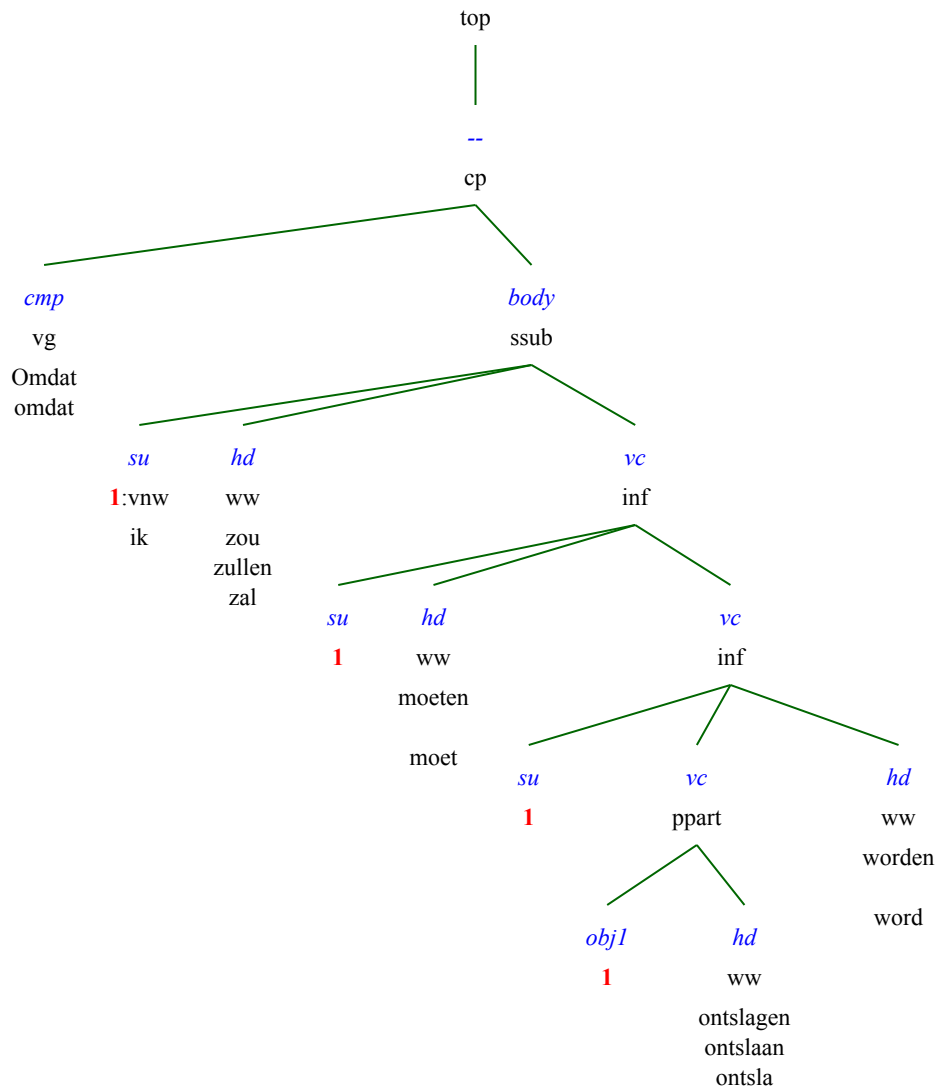 top
--
cp
cmp body
vg ssub
Omdat
omdat
su hd vc
1:vnw ww inf
ik zou
zullen
zal
su hd vc
1 ww inf
moeten
moet
su vc hd
1 ppart ww
worden
word
obj1 hd
1 ww
ontslagen
ontslaan
ontsla